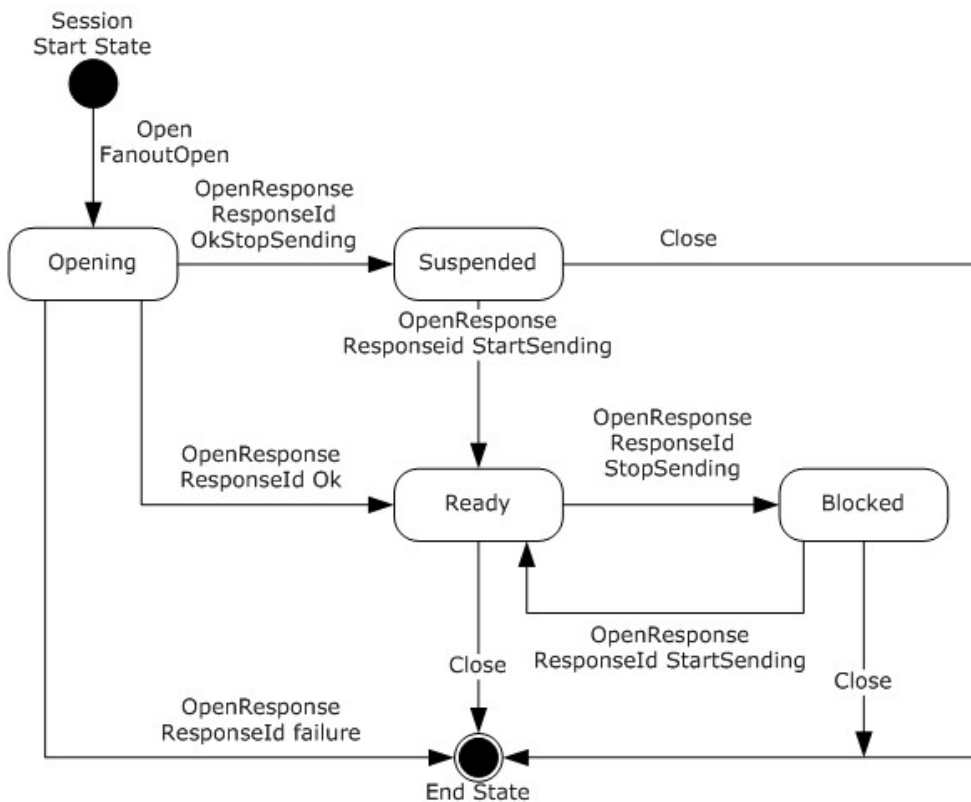 Session
Start State
Open
FanoutOpen
OpenResponse
ResponseId
OkStopSending
Opening
Suspended
Close
OpenResponse
Responseid StartSending
OpenResponse
ResponseId
StopSending
OpenResponse
ResponseId Ok
Ready
Blocked
OpenResponse
ResponseId StartSending
Close
Close
OpenResponse
ResponseId failure
End State